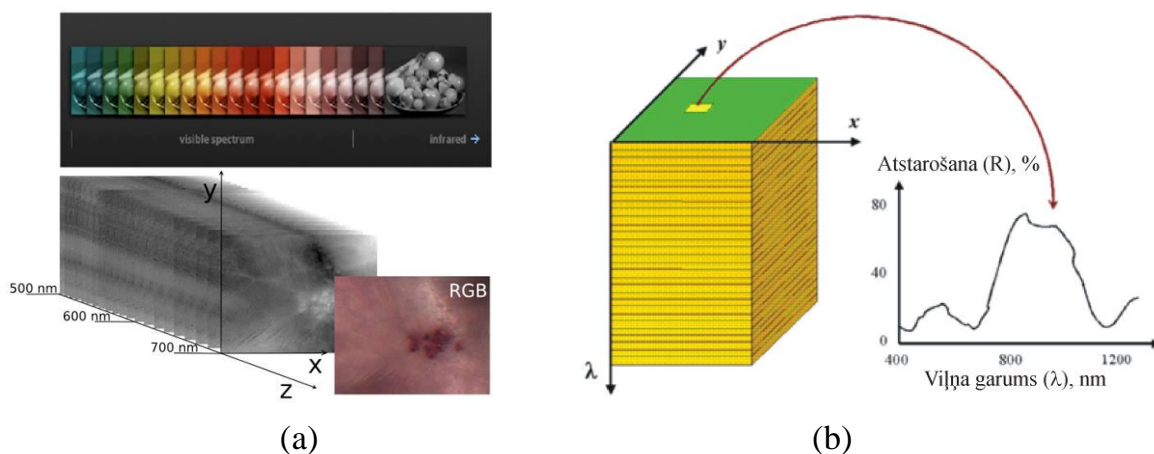 visible spectrum
infrared
y
500 nm
600 nm
700 nm
x
z
RGB
(a)
y
x
λ
Atstarošana (R), %
80
40
0
400
800
1200
Viļņa garums (λ), nm
(b)